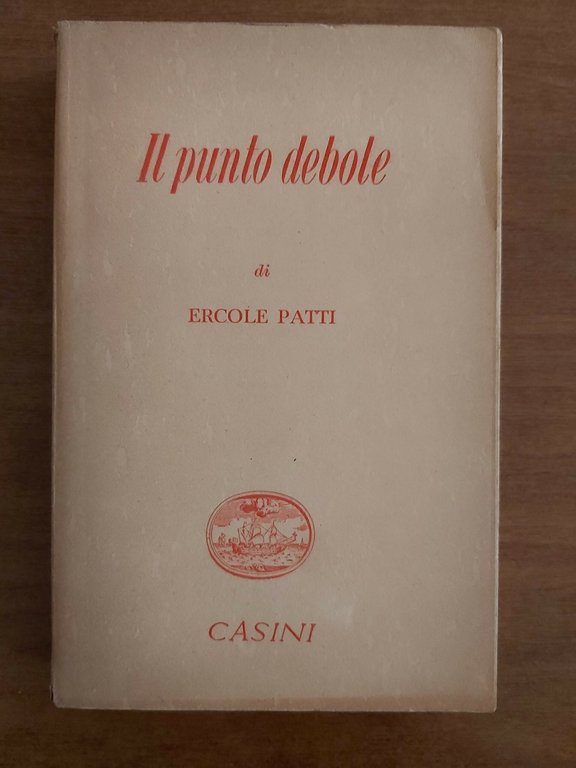 Il punto debole
di
ERCOLE PATTI
CASINI